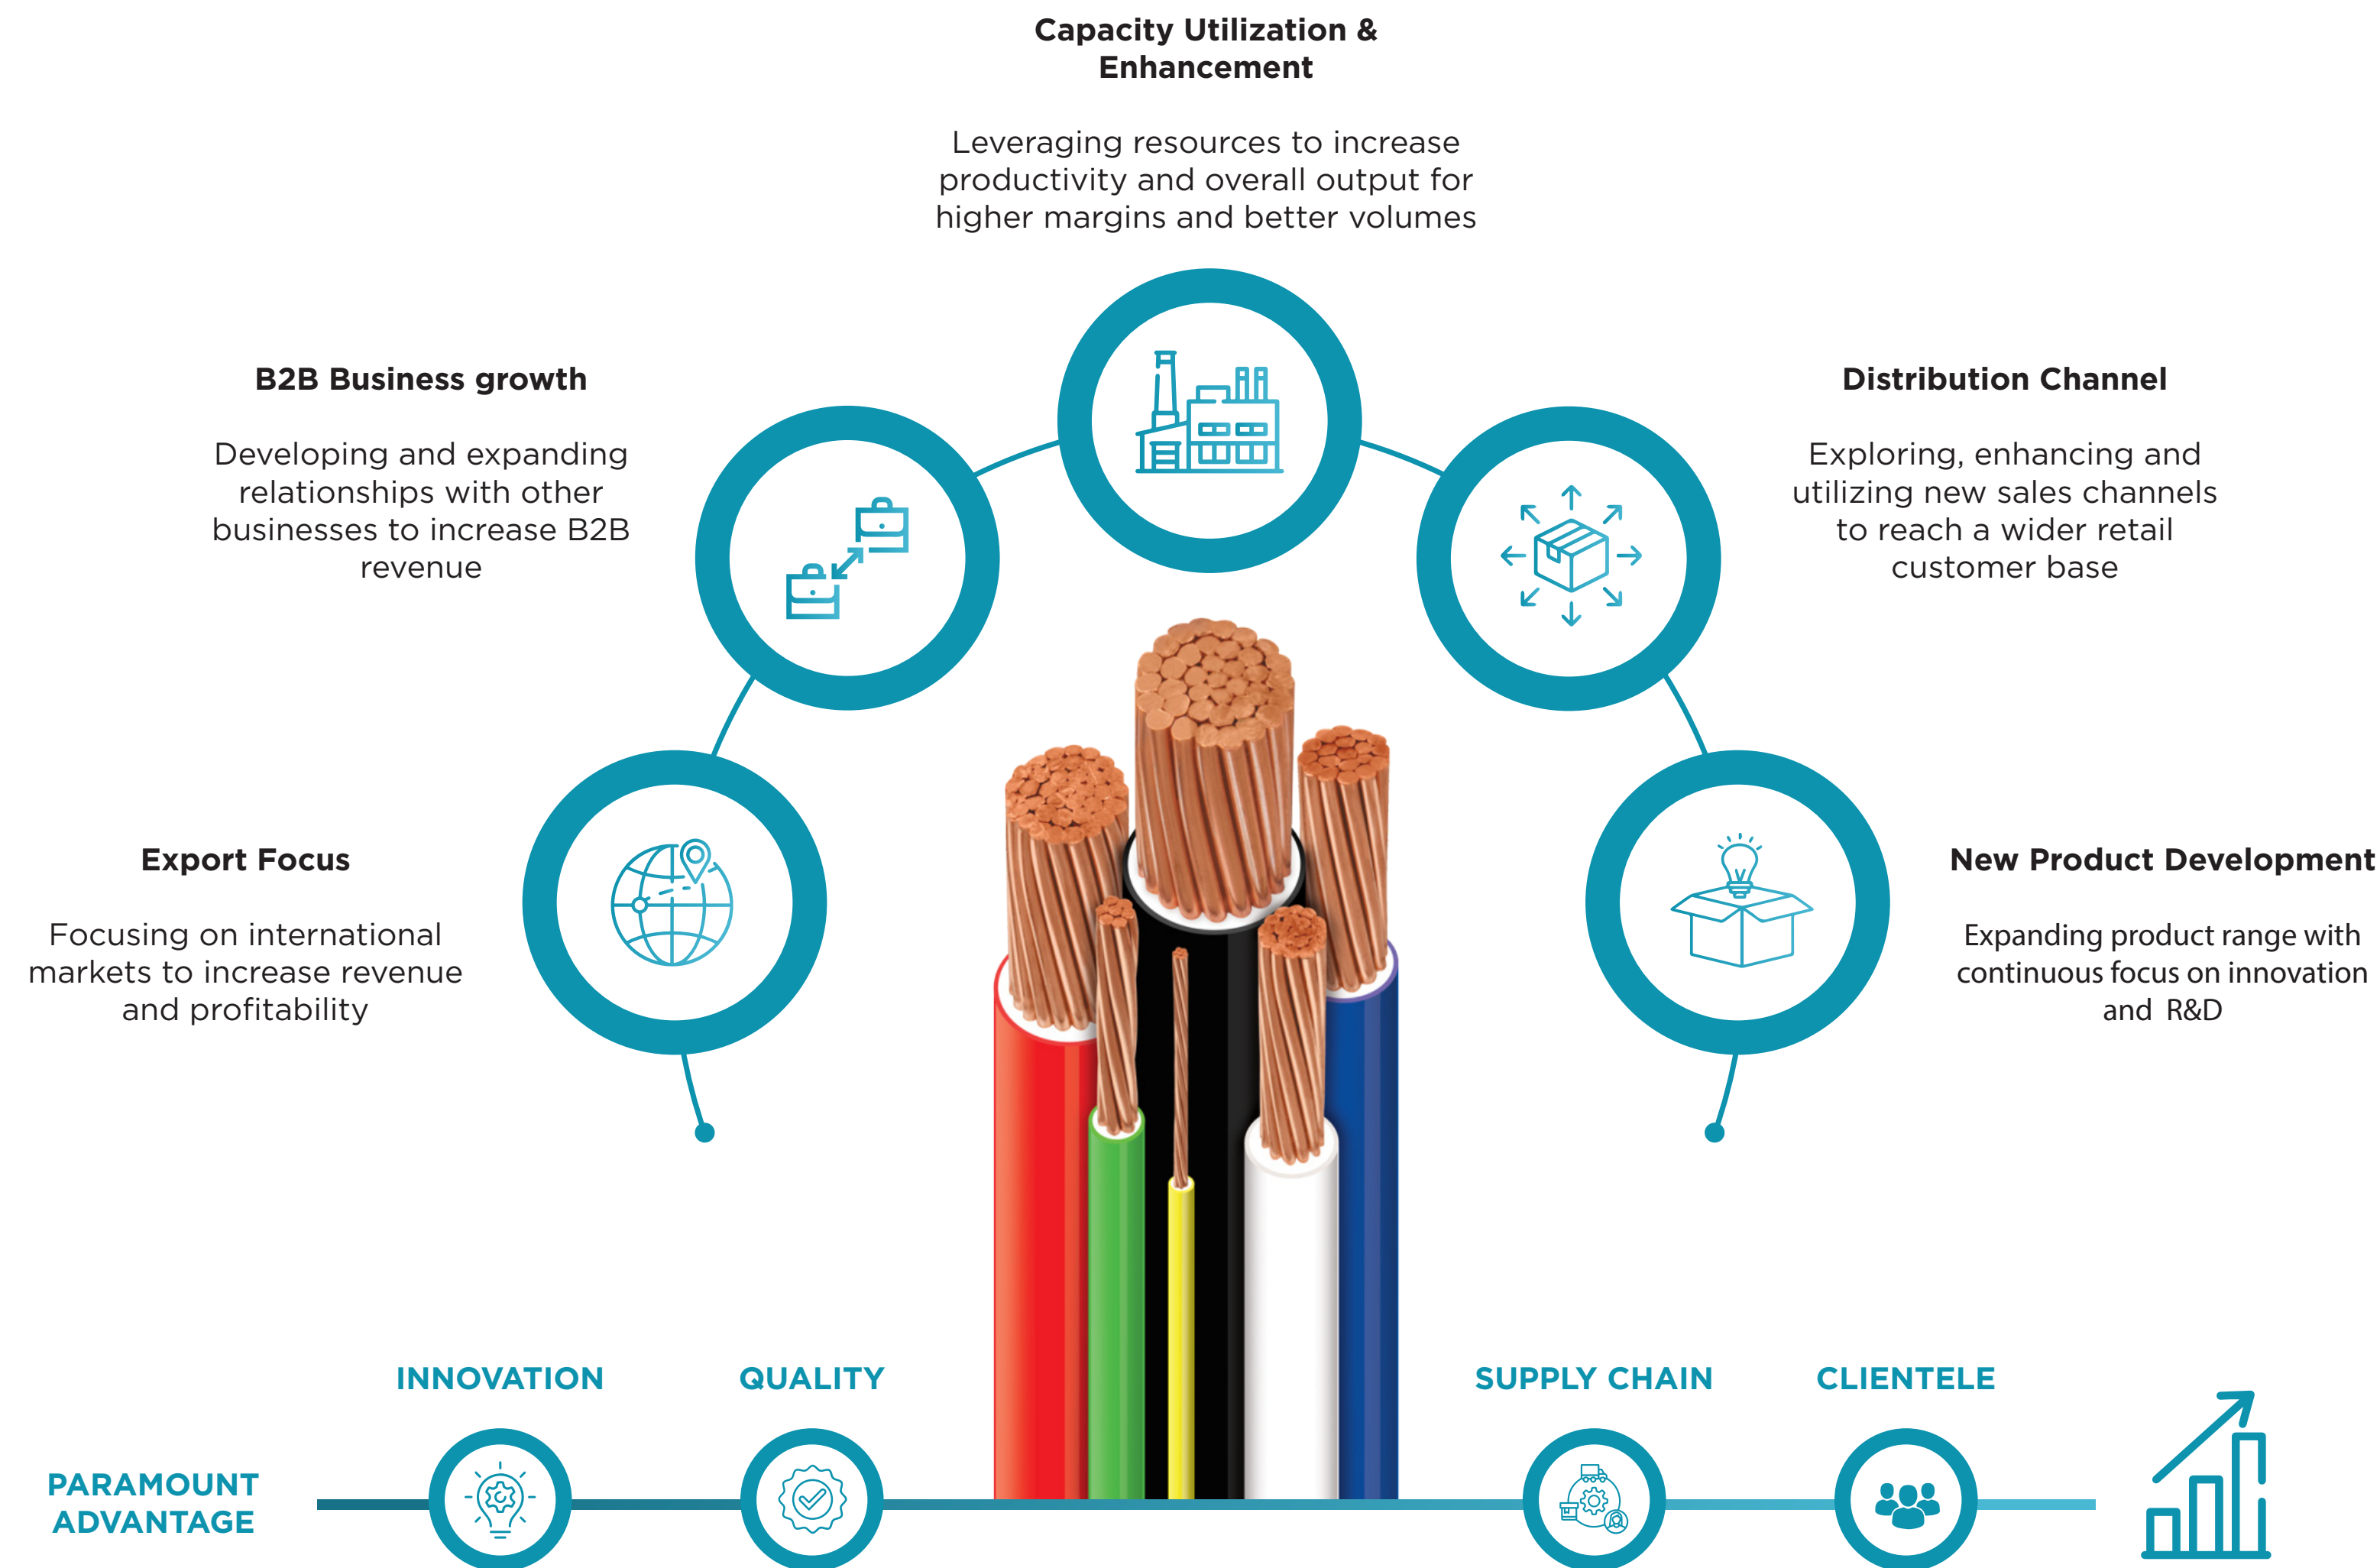 Capacity Utilization &
Enhancement
Leveraging resources to increase
productivity and overall output for
higher margins and better volumes
B2B Business growth
Developing and expanding
relationships with other
businesses to increase B2B
revenue
Distribution Channel
Exploring, enhancing and
utilizing new sales channels
to reach a wider retail
customer base
Export Focus
Focusing on international
markets to increase revenue
and profitability
New Product Development
Expanding product range with
continuous focus on innovation
and R&D
INNOVATION
QUALITY
SUPPLY CHAIN
CLIENTELE
PARAMOUNT
ADVANTAGE